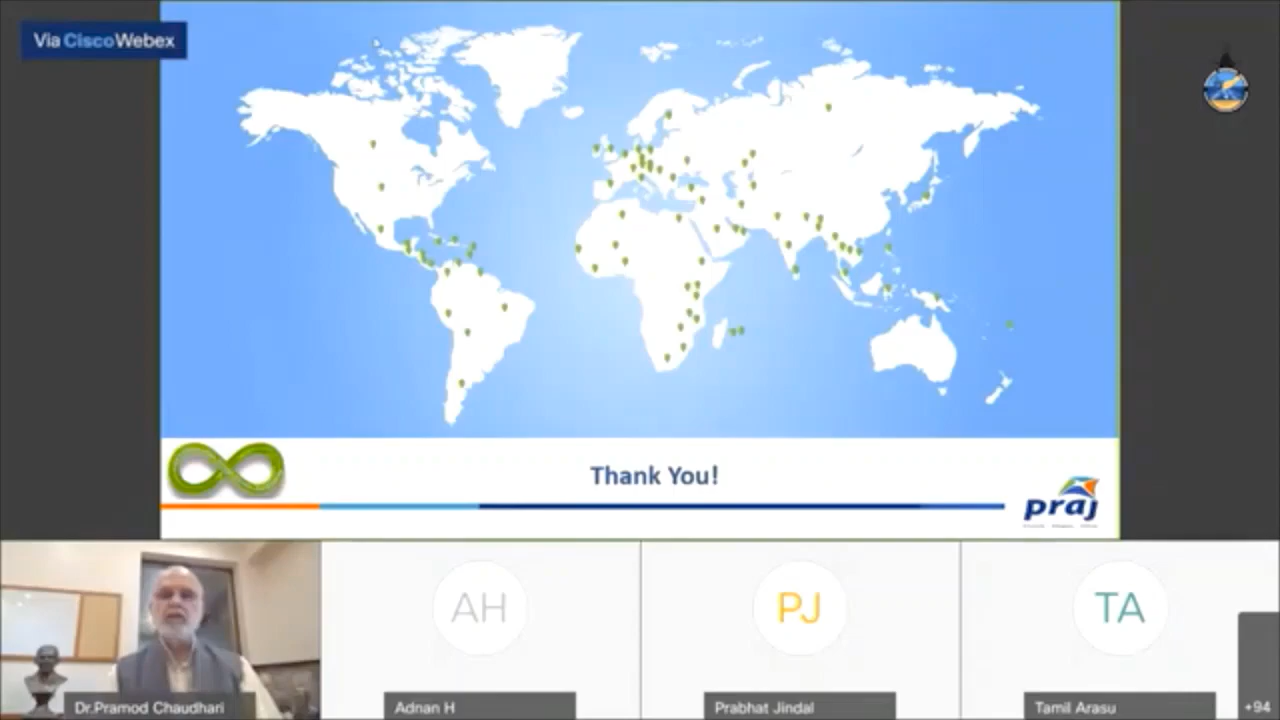 Via CiscoWebex
Thank You!
praj
AH
PJ
TA
Dr.Pramod Chaudhari
Adnan H
Prabhat Jindal
Tamil Arasu
+94